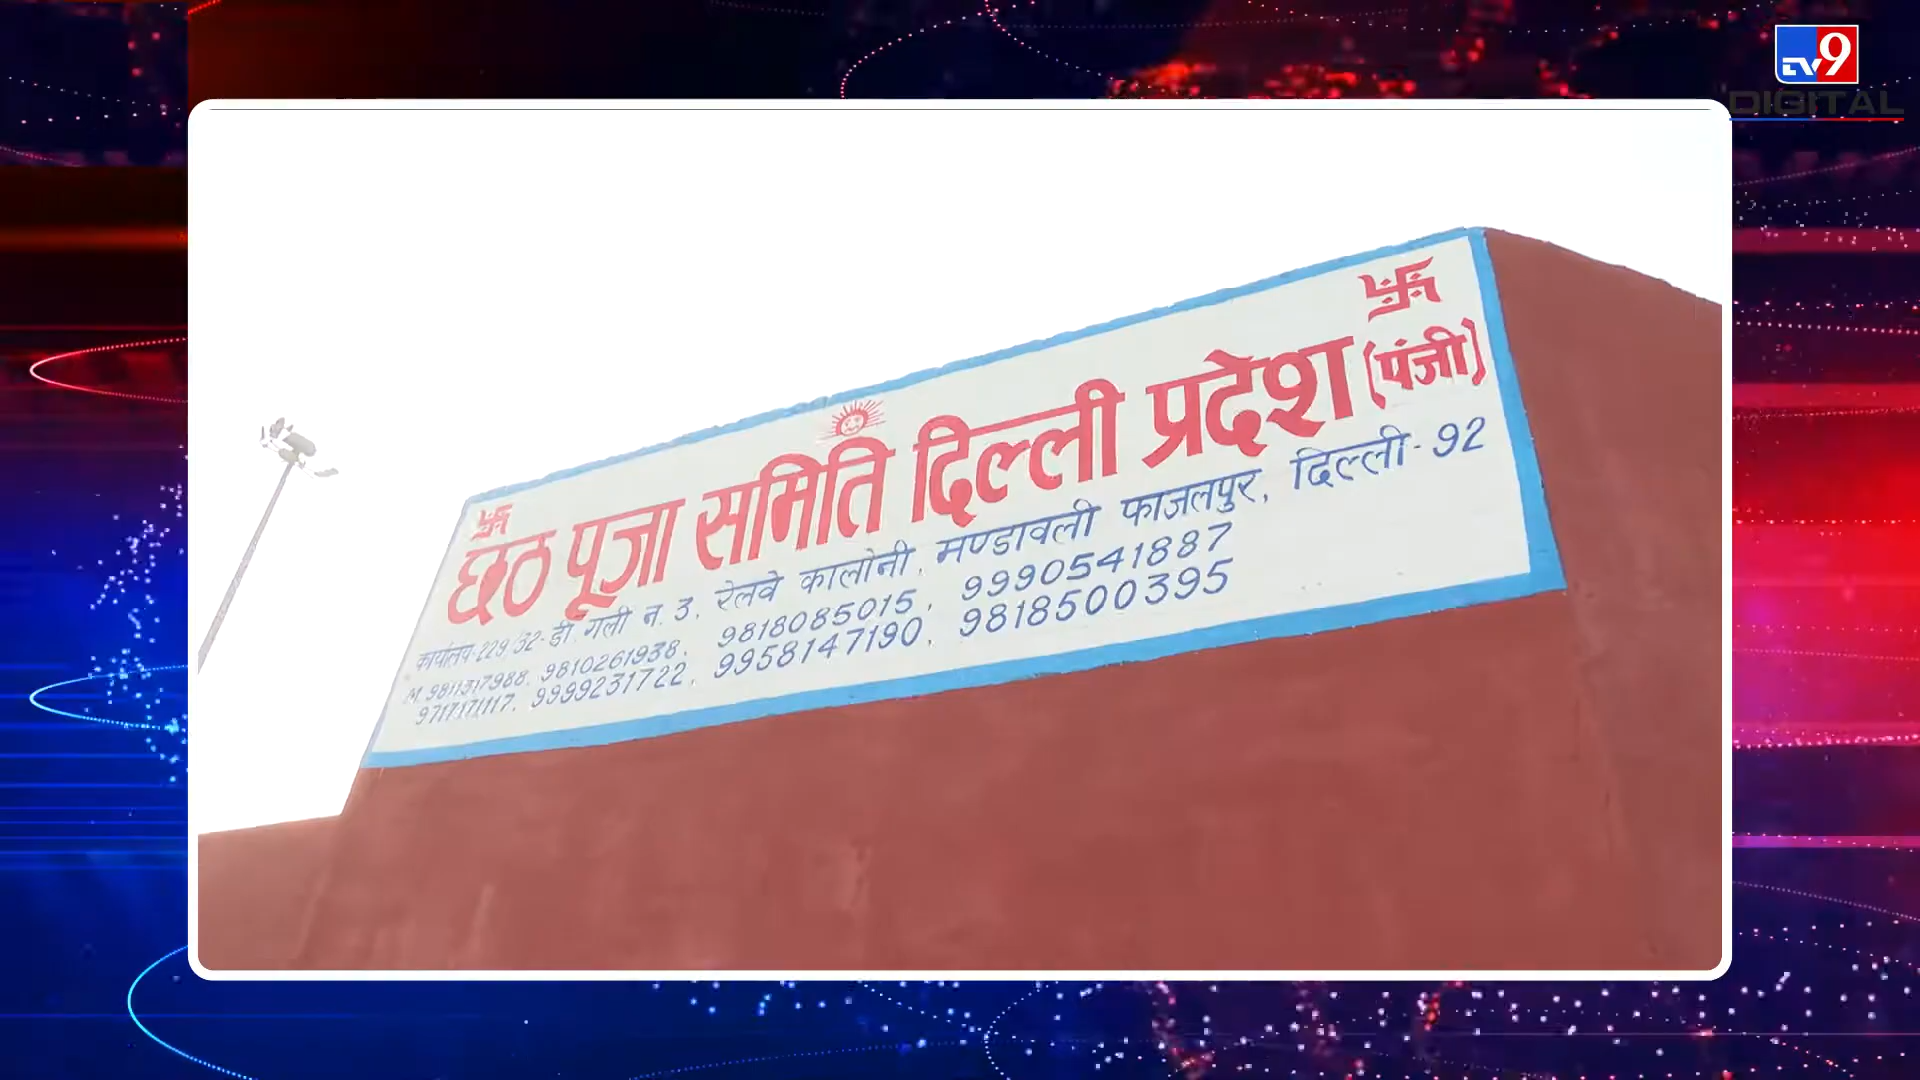 TV9
DIGITAL
छठ पूजा समिति दिल्ली प्रदेश (पंजी)
कार्यालय-229/32-डी. गली न. 3, रेलवे कालोनी, मण्डावली फाजलपुर, दिल्ली-92
M 9811317988, 9810261938, 9818085015, 9990541887
9717171117, 9999231722, 9958147190, 9818500395